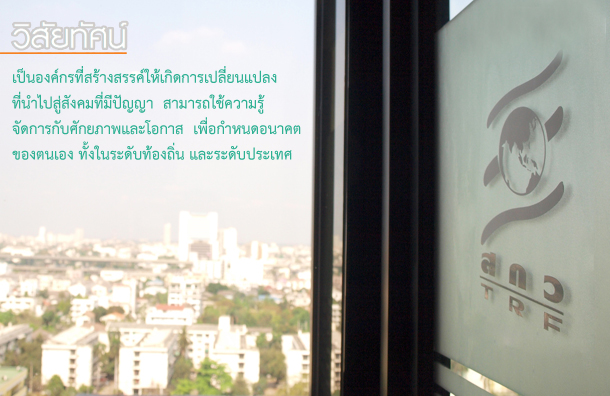 วิสัยทัศน์
เป็นองค์กรที่สร้างสรรค์ให้เกิดการเปลี่ยนแปลง
ที่นำไปสู่สังคมที่มีปัญญา สามารถใช้ความรู้
จัดการกับศักยภาพและโอกาส เพื่อกำหนดอนาคต
ของตนเอง ทั้งในระดับท้องถิ่น และระดับประเทศ
สกว
TRF